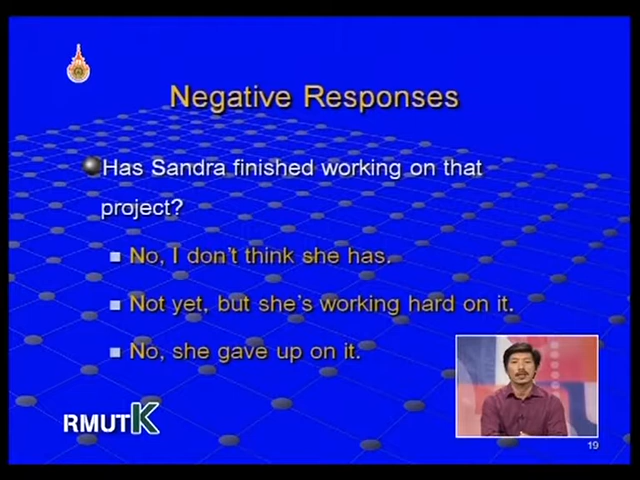 Negative Responses
Has Sandra finished working on that
project?
No, I don't think she has.
Not yet, but she's working hard on it.
No, she gave up on it.
RMUTK
19